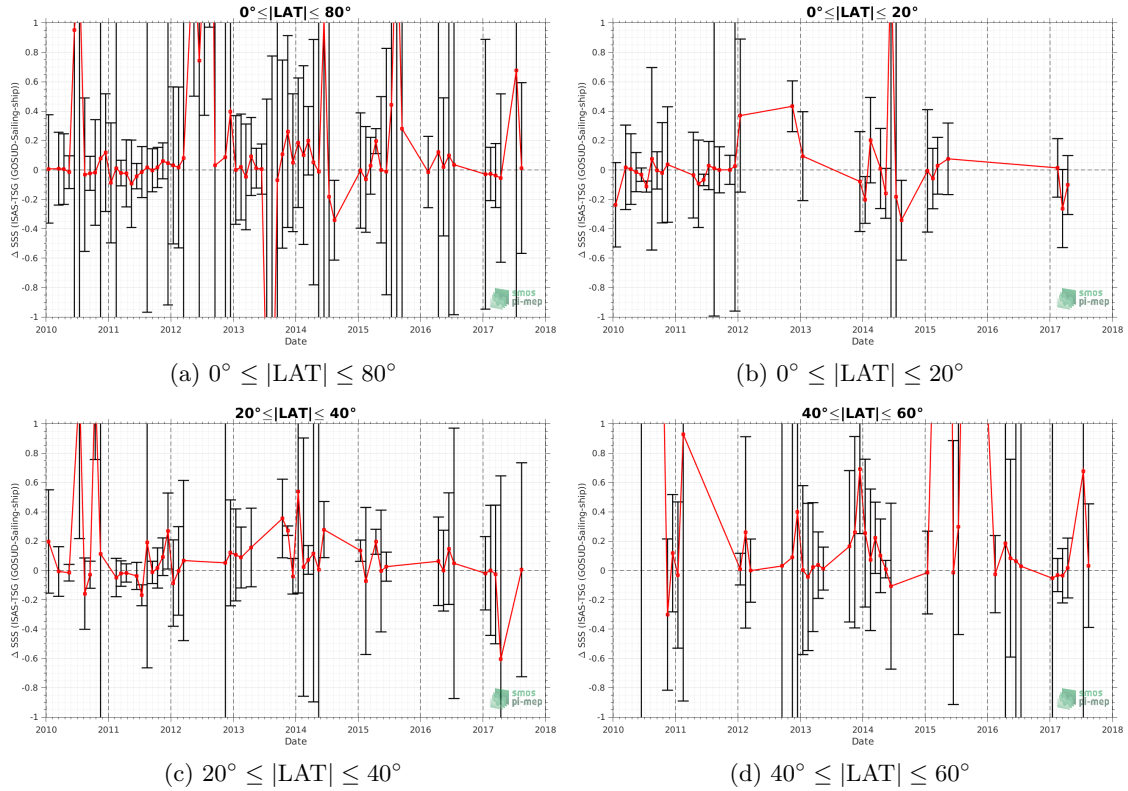 0°≤|LAT|≤ 80°
Δ SSS (ISAS-TSG (GOSUD-Sailing-ship))
1
0.8
0.6
0.4
0.2
0
-0.2
-0.4
-0.6
-0.8
-1
2010 2011 2012 2013 2014 2015 2016 2017 2018
Date
smos
pi-mep
(a) 0° ≤ |LAT| ≤ 80°
0°≤|LAT|≤ 20°
Δ SSS (ISAS-TSG (GOSUD-Sailing-ship))
1
0.8
0.6
0.4
0.2
0
-0.2
-0.4
-0.6
-0.8
-1
2010 2011 2012 2013 2014 2015 2016 2017 2018
Date
smos
pi-mep
(b) 0° ≤ |LAT| ≤ 20°
20°≤|LAT|≤ 40°
Δ SSS (ISAS-TSG (GOSUD-Sailing-ship))
1
0.8
0.6
0.4
0.2
0
-0.2
-0.4
-0.6
-0.8
-1
2010 2011 2012 2013 2014 2015 2016 2017 2018
Date
smos
pi-mep
(c) 20° ≤ |LAT| ≤ 40°
40°≤|LAT|≤ 60°
Δ SSS (ISAS-TSG (GOSUD-Sailing-ship))
1
0.8
0.6
0.4
0.2
0
-0.2
-0.4
-0.6
-0.8
-1
2010 2011 2012 2013 2014 2015 2016 2017 2018
Date
smos
pi-mep
(d) 40° ≤ |LAT| ≤ 60°